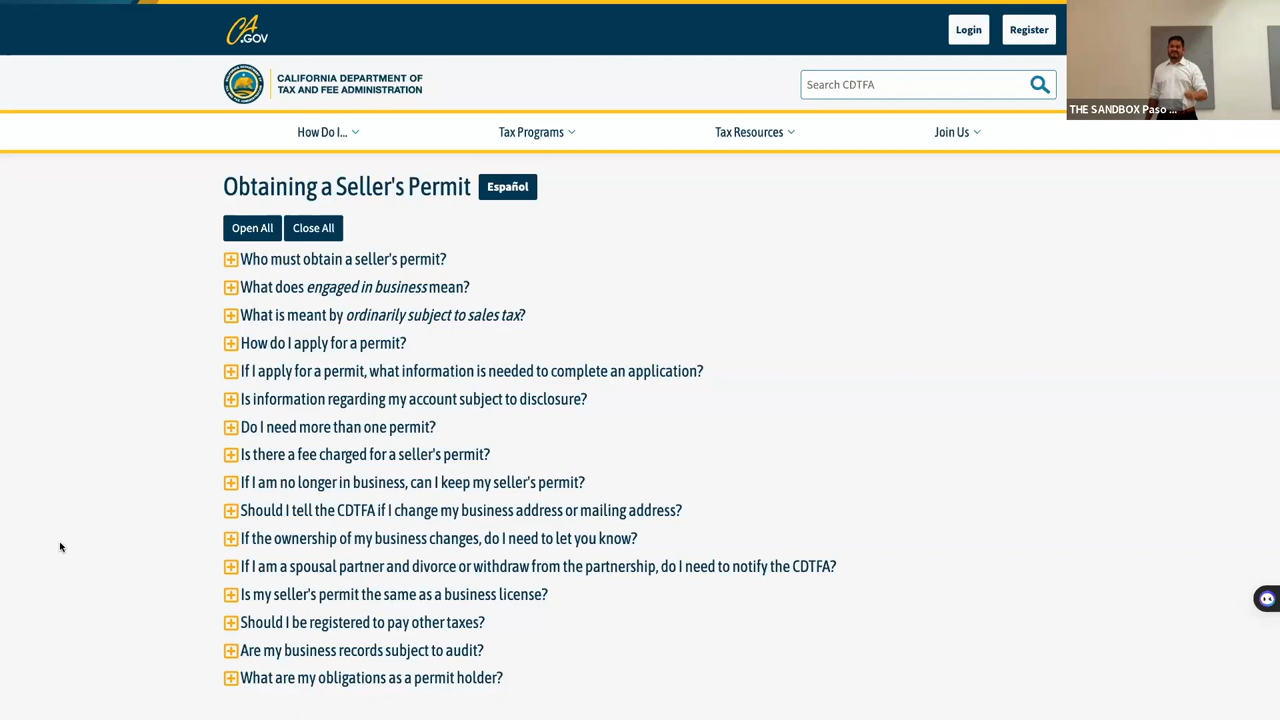 CA
.GOV
Login
Register
CALIFORNIA DEPARTMENT OF
TAX AND FEE ADMINISTRATION
Search CDTFA
THE SANDBOX Paso ...
How Do I...
Tax Programs
Tax Resources
Join Us
Obtaining a Seller's Permit
Español
Open All
Close All
Who must obtain a seller's permit?
What does engaged in business mean?
What is meant by ordinarily subject to sales tax?
How do I apply for a permit?
If I apply for a permit, what information is needed to complete an application?
Is information regarding my account subject to disclosure?
Do I need more than one permit?
Is there a fee charged for a seller's permit?
If I am no longer in business, can I keep my seller's permit?
Should I tell the CDTFA if I change my business address or mailing address?
If the ownership of my business changes, do I need to let you know?
If I am a spousal partner and divorce or withdraw from the partnership, do I need to notify the CDTFA?
Is my seller's permit the same as a business license?
Should I be registered to pay other taxes?
Are my business records subject to audit?
What are my obligations as a permit holder?